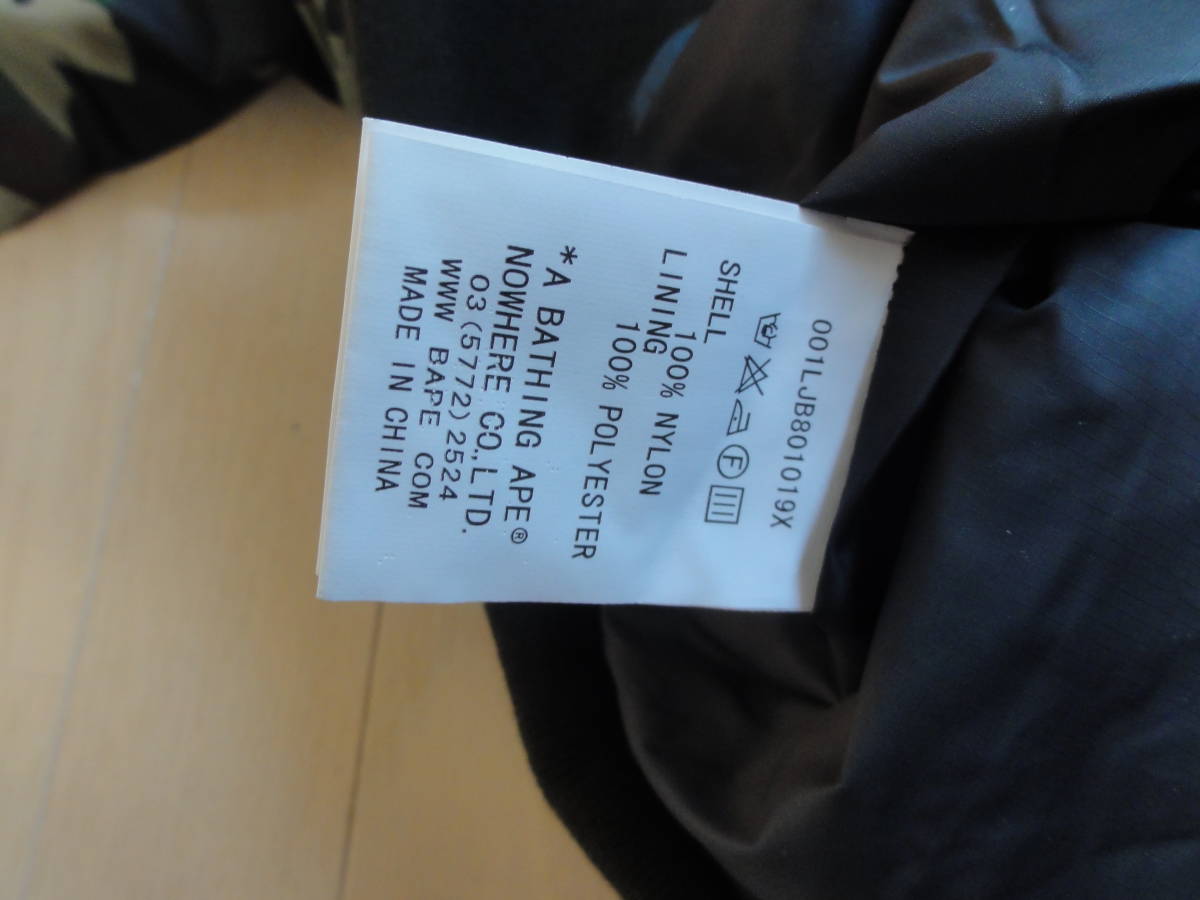 001LJB801019X
F
SHELL
100% NYLON
LINING
100% POLYESTER
*A BATHING APE®
NOWHERE CO.,LTD.
03(5772)2524
WWW BAPE COM
MADE IN CHINA